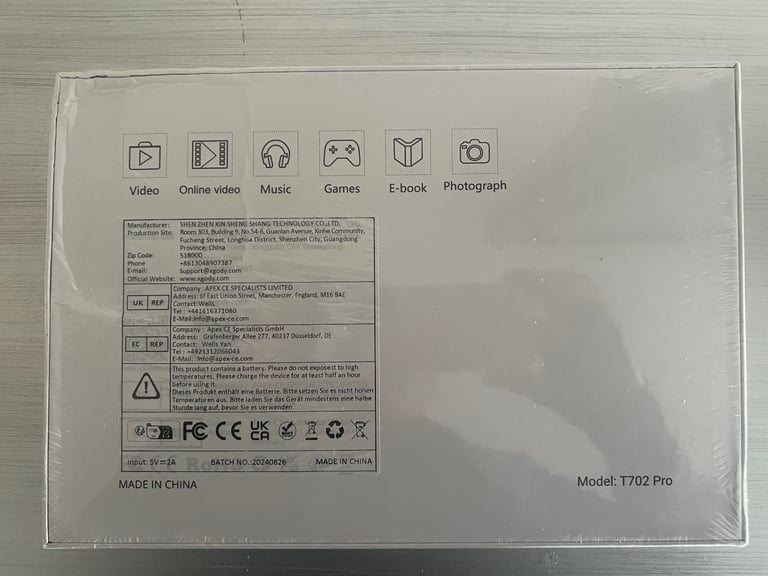 Video Online video Music Games E-book Photograph
Manufacturer: SHEN ZHEN XIN SHENG SHANG TECHNOLOGY CO.,LTD.
Production Site: Room 303, Building 9, No.54-6, Guanlan Avenue, Xinhe Community,
Fucheng Street, Longhua District, Shenzhen City, Guangdong
Province, China
Zip Code: 518000
Phone +8613048907387
E-mail: Support@xgody.com
Official Website: www.xgody.com
UK REP
Company : APEX CE SPECIALISTS LIMITED
Address: 6f East Union Street, Manchester, England, M16 9AE
Contact: Wells
Tel : +441616371080
E-Mail:Info@apex-ce.com
EC REP
Company : Apex CE Specialists GmbH
Address: Grafenberger Allee 277, 40237 Düsseldorf, DE
Contact: Wells Yan
Tel : +4921312066043
E-Mail: Info@apex-ce.com
This product contains a battery. Please do not expose it to high
temperatures. Please charge the device for at least half an hour
before using it.
Dieses Produkt enthält eine Batterie. Bitte setzen Sie es nicht hohen
Temperaturen aus. Bitte laden Sie das Gerät mindestens eine halbe
Stunde lang auf, bevor Sie es verwenden.
FC CE UK
CA
Input: 5V=2A BATCH NO.:20240826 MADE IN CHINA
MADE IN CHINA
Model: T702 Pro